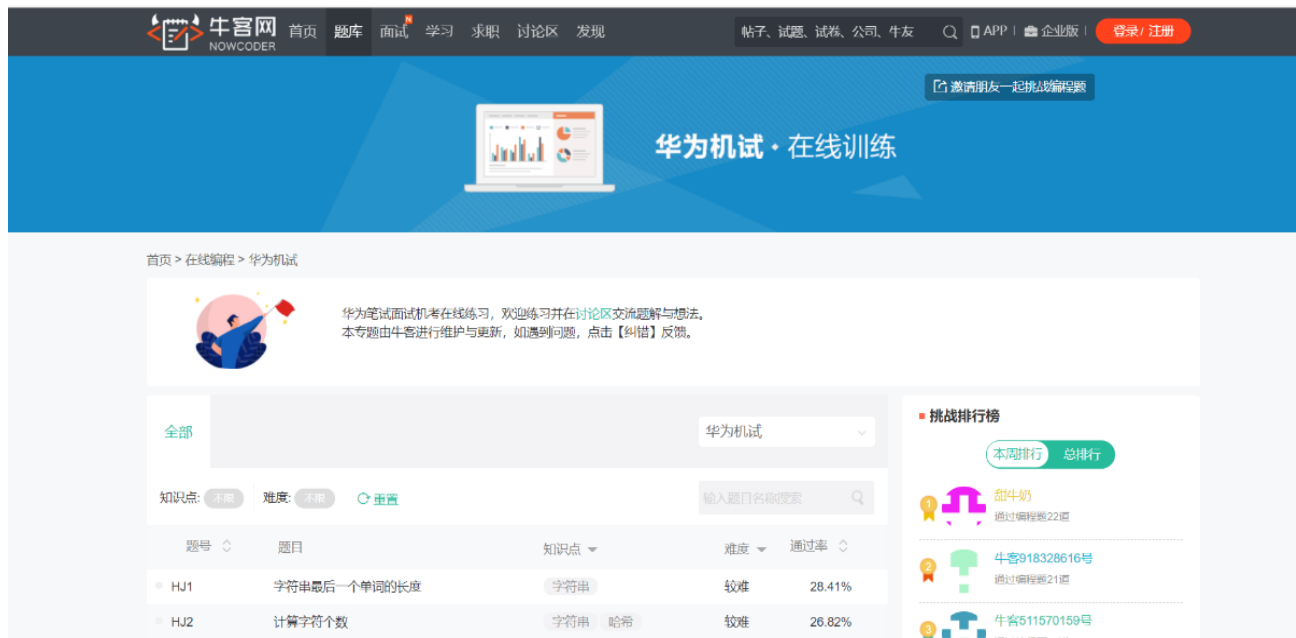 牛客网 NOWCODER 首页 题库 面试 N 学习 求职 讨论区 发现 帖子、试题、试卷、公司、牛友 APP | 企业版 | 登录/ 注册
邀请朋友一起挑战编程题
华为机试·在线训练
首页 > 在线编程 > 华为机试
华为笔试面试机考在线练习，欢迎练习并在讨论区交流题解与想法。
本专题由牛客进行维护与更新，如遇到问题，点击【纠错】反馈。
全部 华为机试
知识点: 不限 难度: 不限 重置 输入题目名称搜索
题号 题目 知识点 难度 通过率
HJ1 字符串最后一个单词的长度 字符串 较难 28.41%
HJ2 计算字符个数 字符串 哈希 较难 26.82%
挑战排行榜
本周排行 总排行
1 甜牛奶
通过编程题22道
2 牛客918328616号
通过编程题21道
3 牛客511570159号